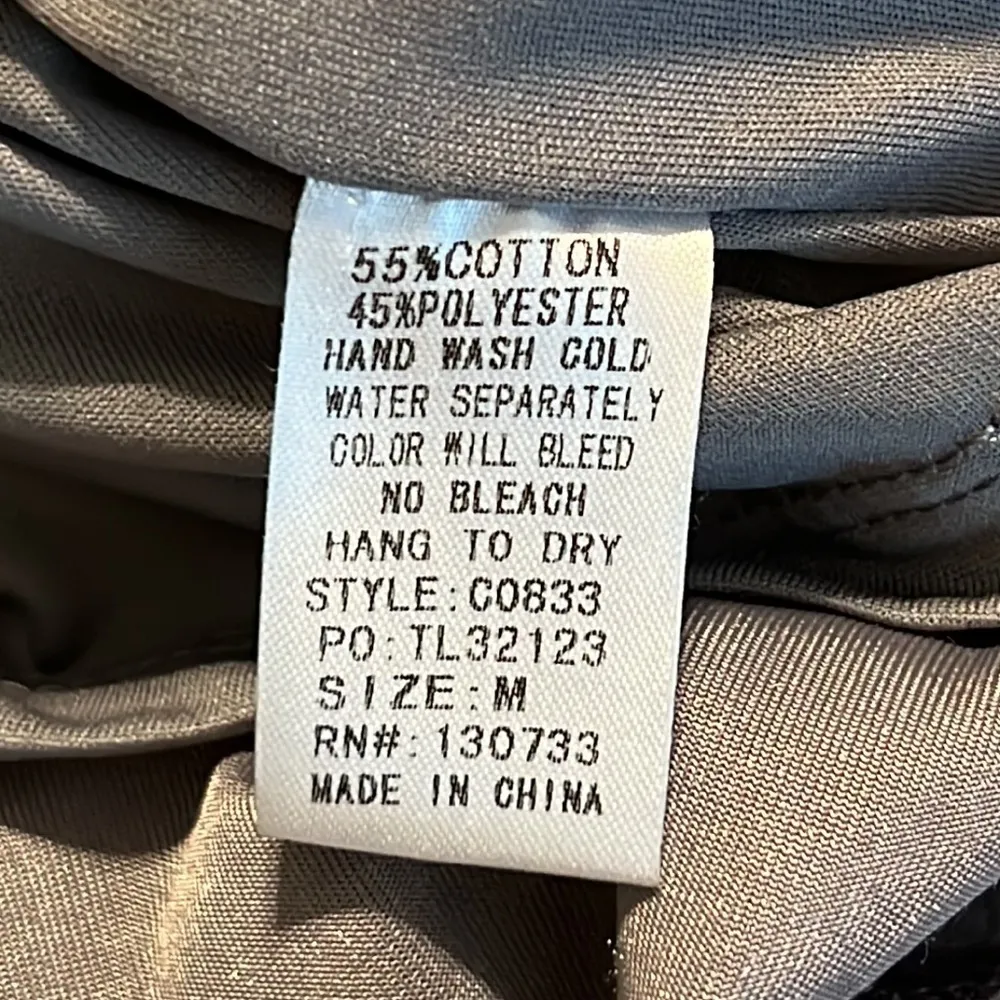 55%COTTON
45%POLYESTER
HAND WASH COLD
WATER SEPARATELY
COLOR WILL BLEED
NO BLEACH
HANG TO DRY
STYLE:C0833
PO:TL32123
SIZE:M
RN#:130733
MADE IN CHINA